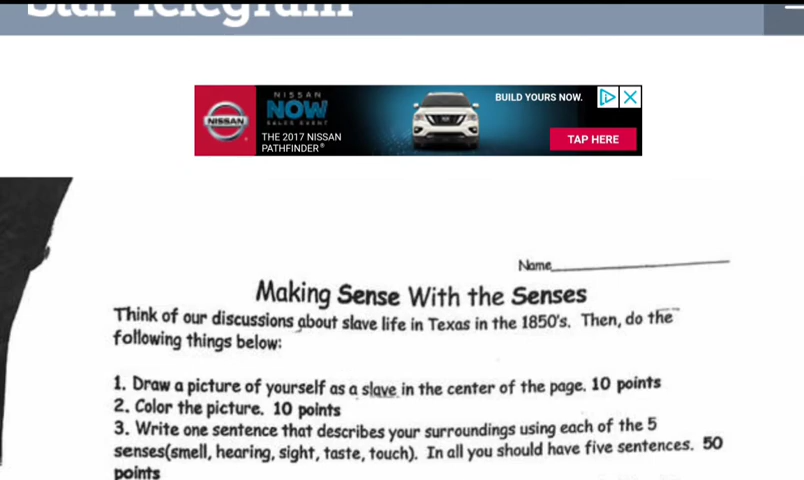 Star-Telegram
NISSAN
NISSAN
NOW
SALES EVENT
THE 2017 NISSAN
PATHFINDER®
BUILD YOURS NOW.
TAP HERE
Name
Making Sense With the Senses
Think of our discussions about slave life in Texas in the 1850's. Then, do the
following things below:
1. Draw a picture of yourself as a slave in the center of the page. 10 points
2. Color the picture. 10 points
3. Write one sentence that describes your surroundings using each of the 5
senses(smell, hearing, sight, taste, touch). In all you should have five sentences. 50
points